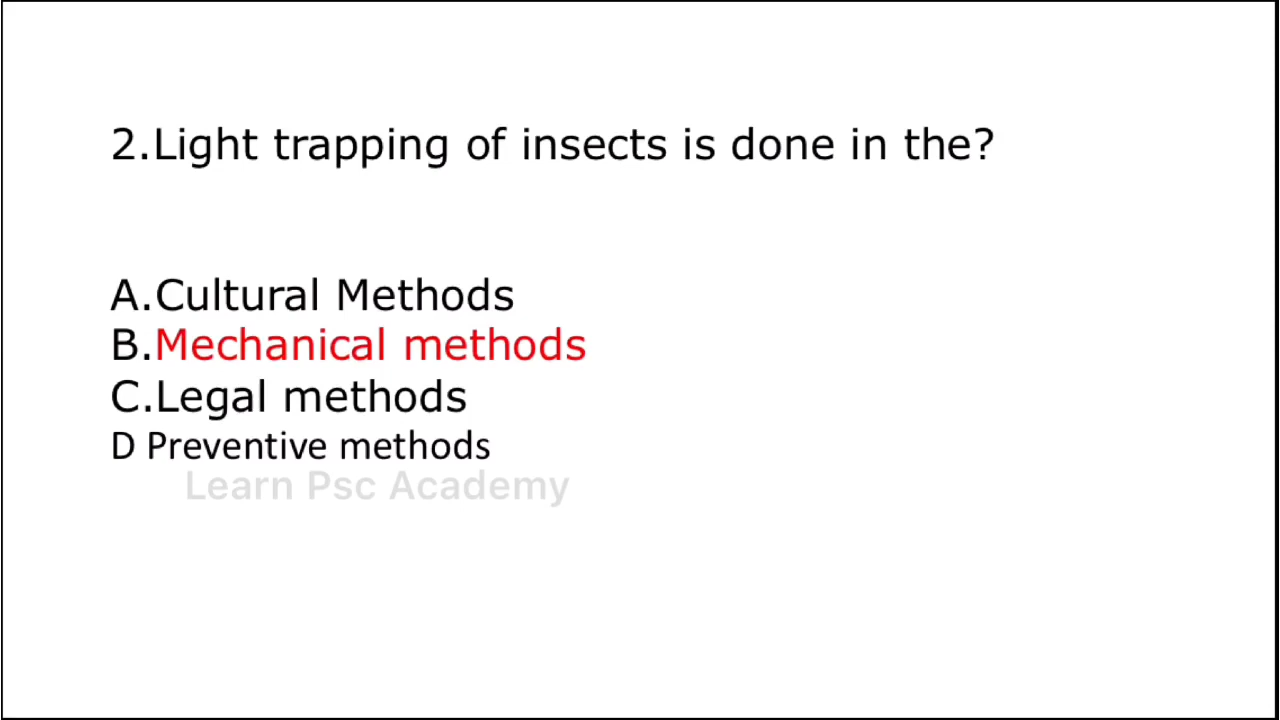 2.Light trapping of insects is done in the?
A.Cultural Methods
B.Mechanical methods
C.Legal methods
D Preventive methods
Learn Psc Academy